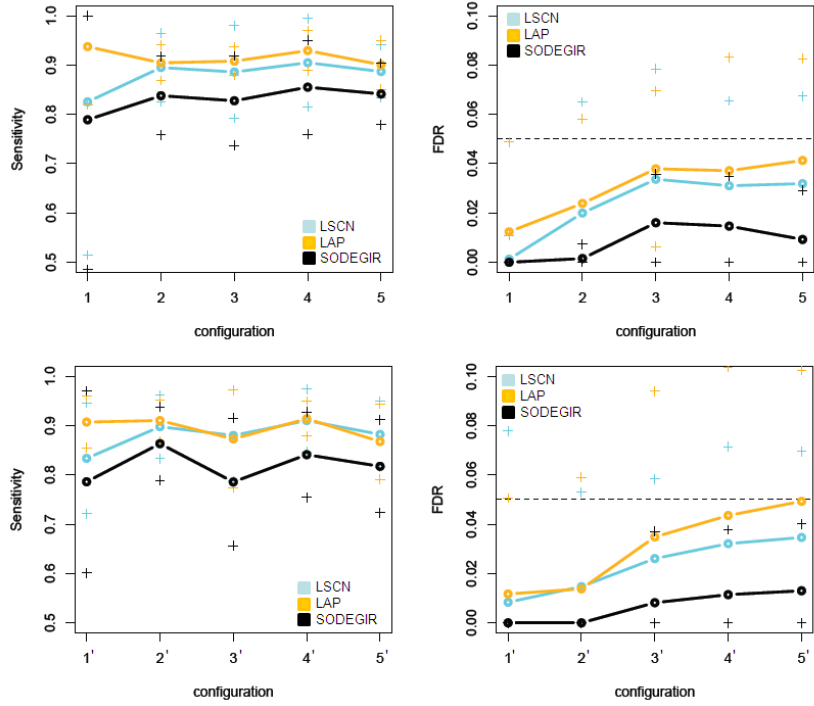 Sensitivity
1.0
0.9
0.8
0.7
0.6
0.5
LSCN
LAP
SODEGIR
1 2 3 4 5
configuration
FDR
0.10
0.08
0.06
0.04
0.02
0.00
LSCN
LAP
SODEGIR
1 2 3 4 5
configuration
Sensitivity
1.0
0.9
0.8
0.7
0.6
0.5
LSCN
LAP
SODEGIR
1' 2' 3' 4' 5'
configuration
FDR
0.10
0.08
0.06
0.04
0.02
0.00
LSCN
LAP
SODEGIR
1' 2' 3' 4' 5'
configuration